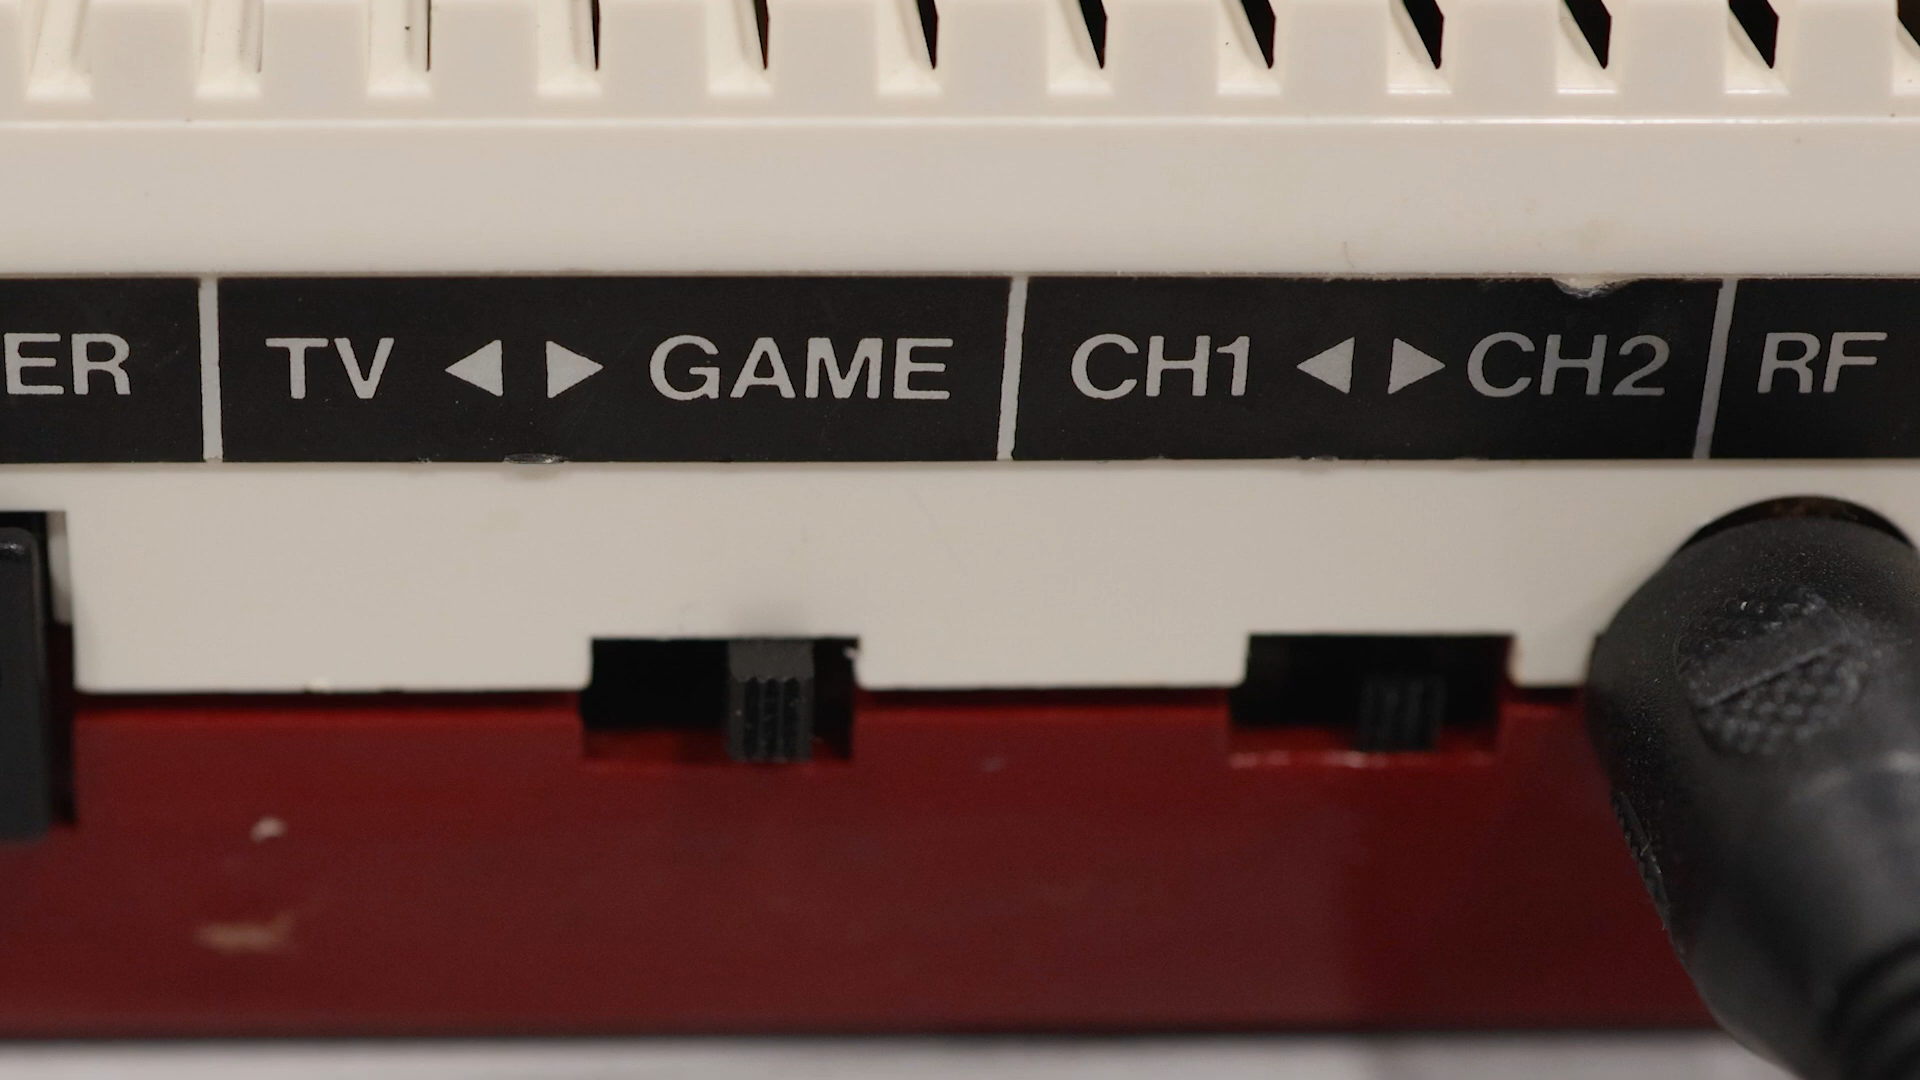 ER TV ◀ ▶ GAME CH1 ◀ ▶ CH2 RF